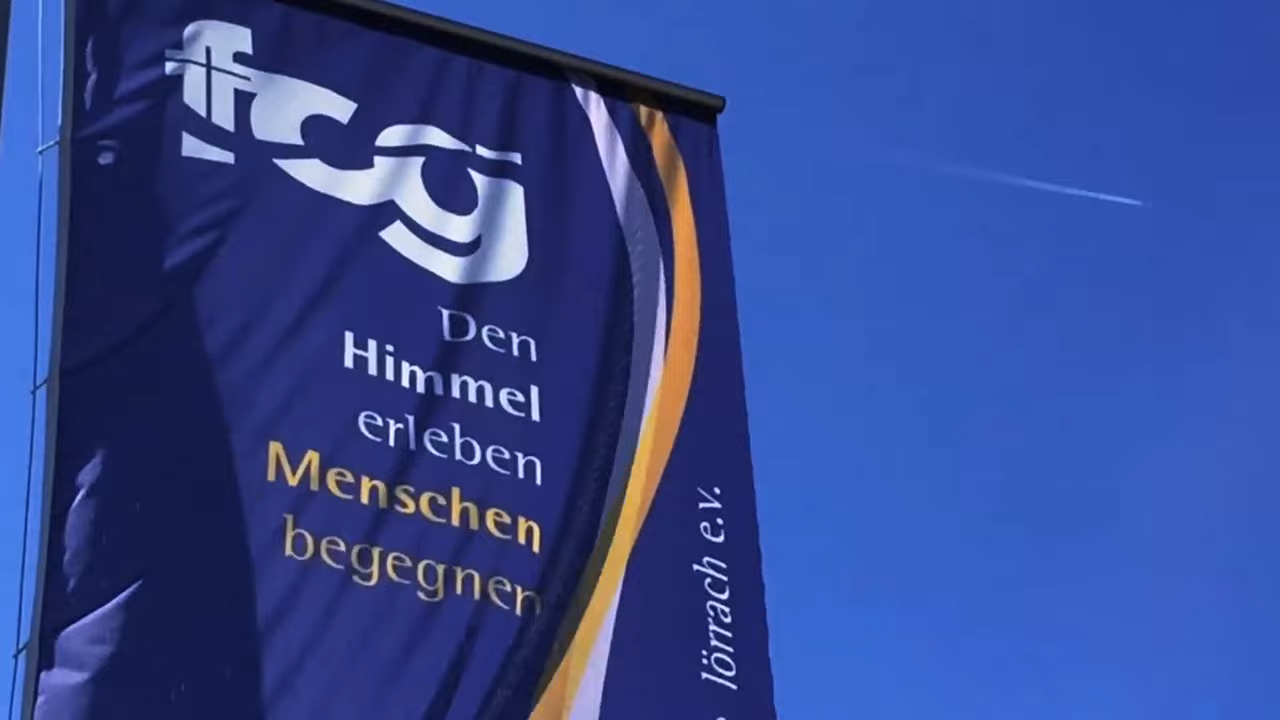 fcg
Den
Himmel
erleben
Menschen
begegnen
lörrach e.v.